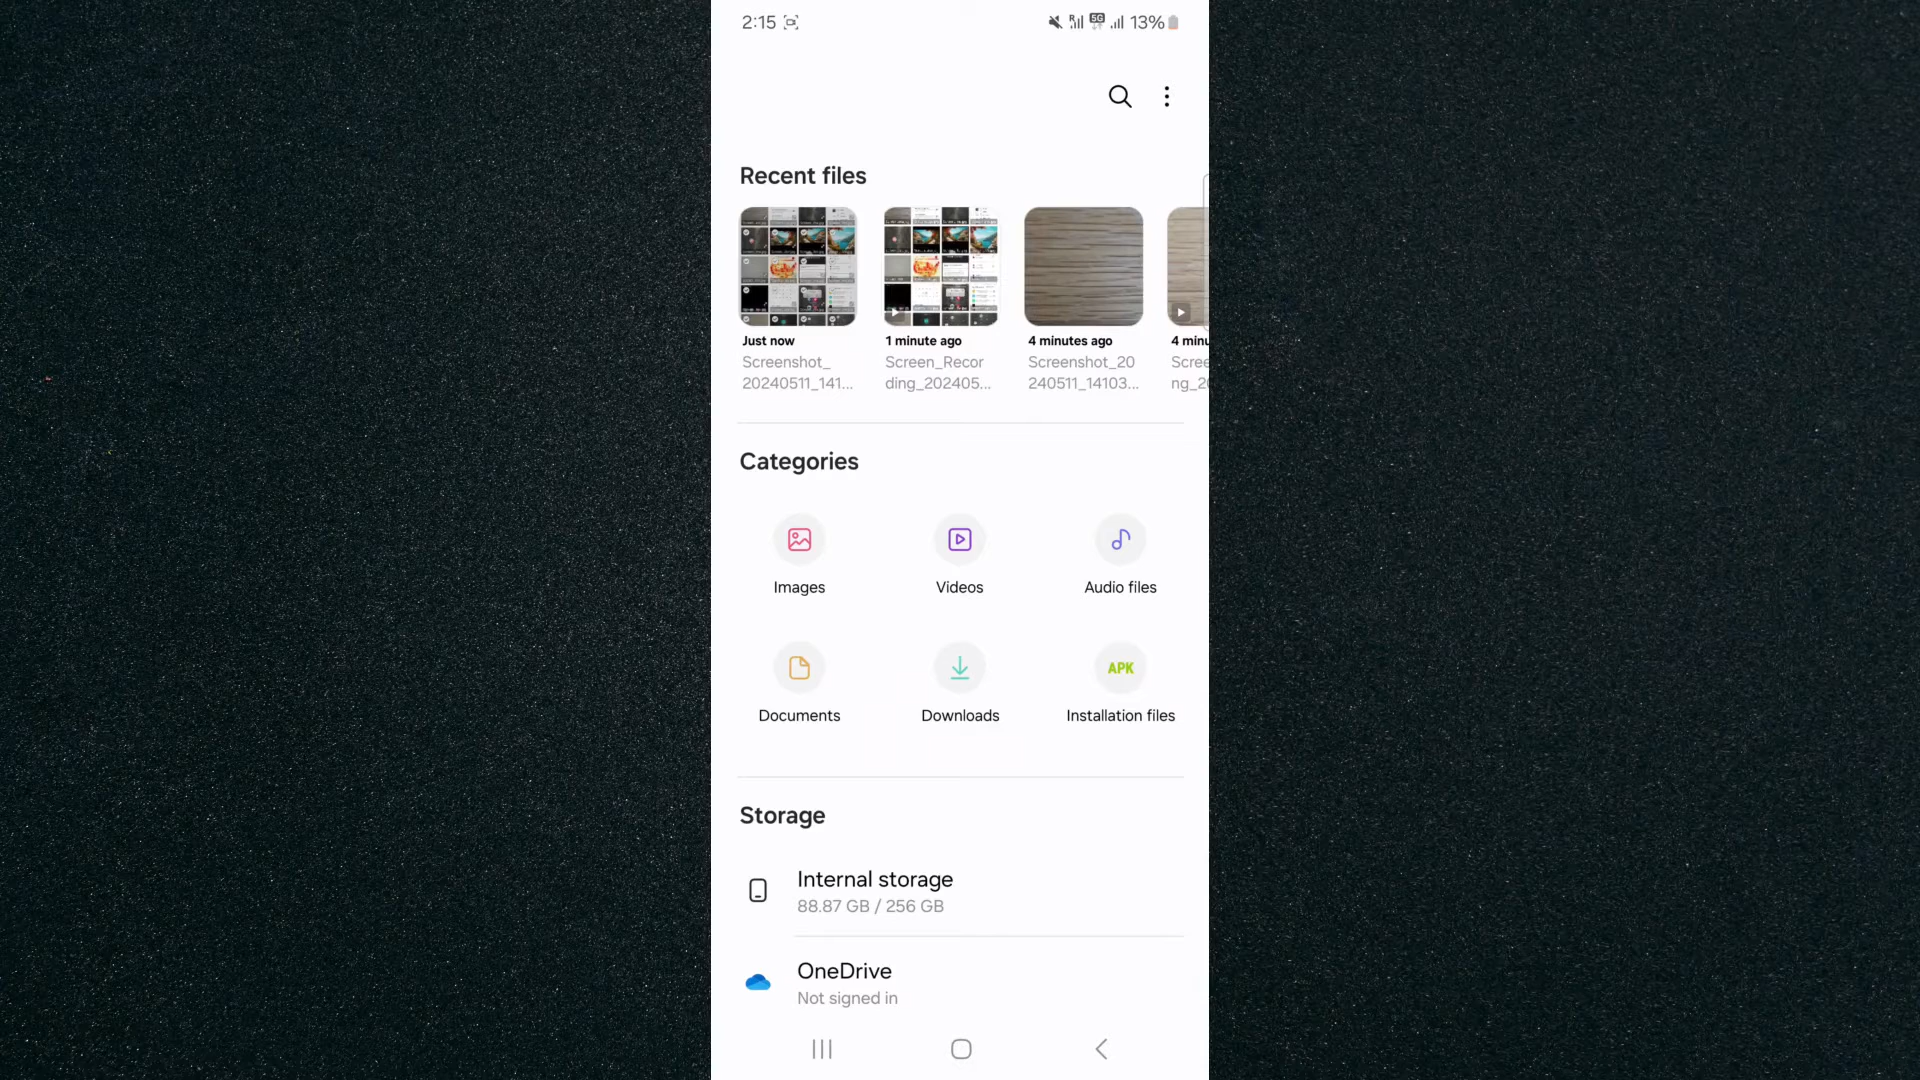 2:15
5G
13%
Recent files
Just now
Screenshot_
20240511_141...
1 minute ago
Screen_Recor
ding_202405...
4 minutes ago
Screenshot_20
240511_14103...
4 minu
Scree
ng_20
Categories
Images
Videos
Audio files
Documents
Downloads
APK
Installation files
Storage
Internal storage
88.87 GB / 256 GB
OneDrive
Not signed in